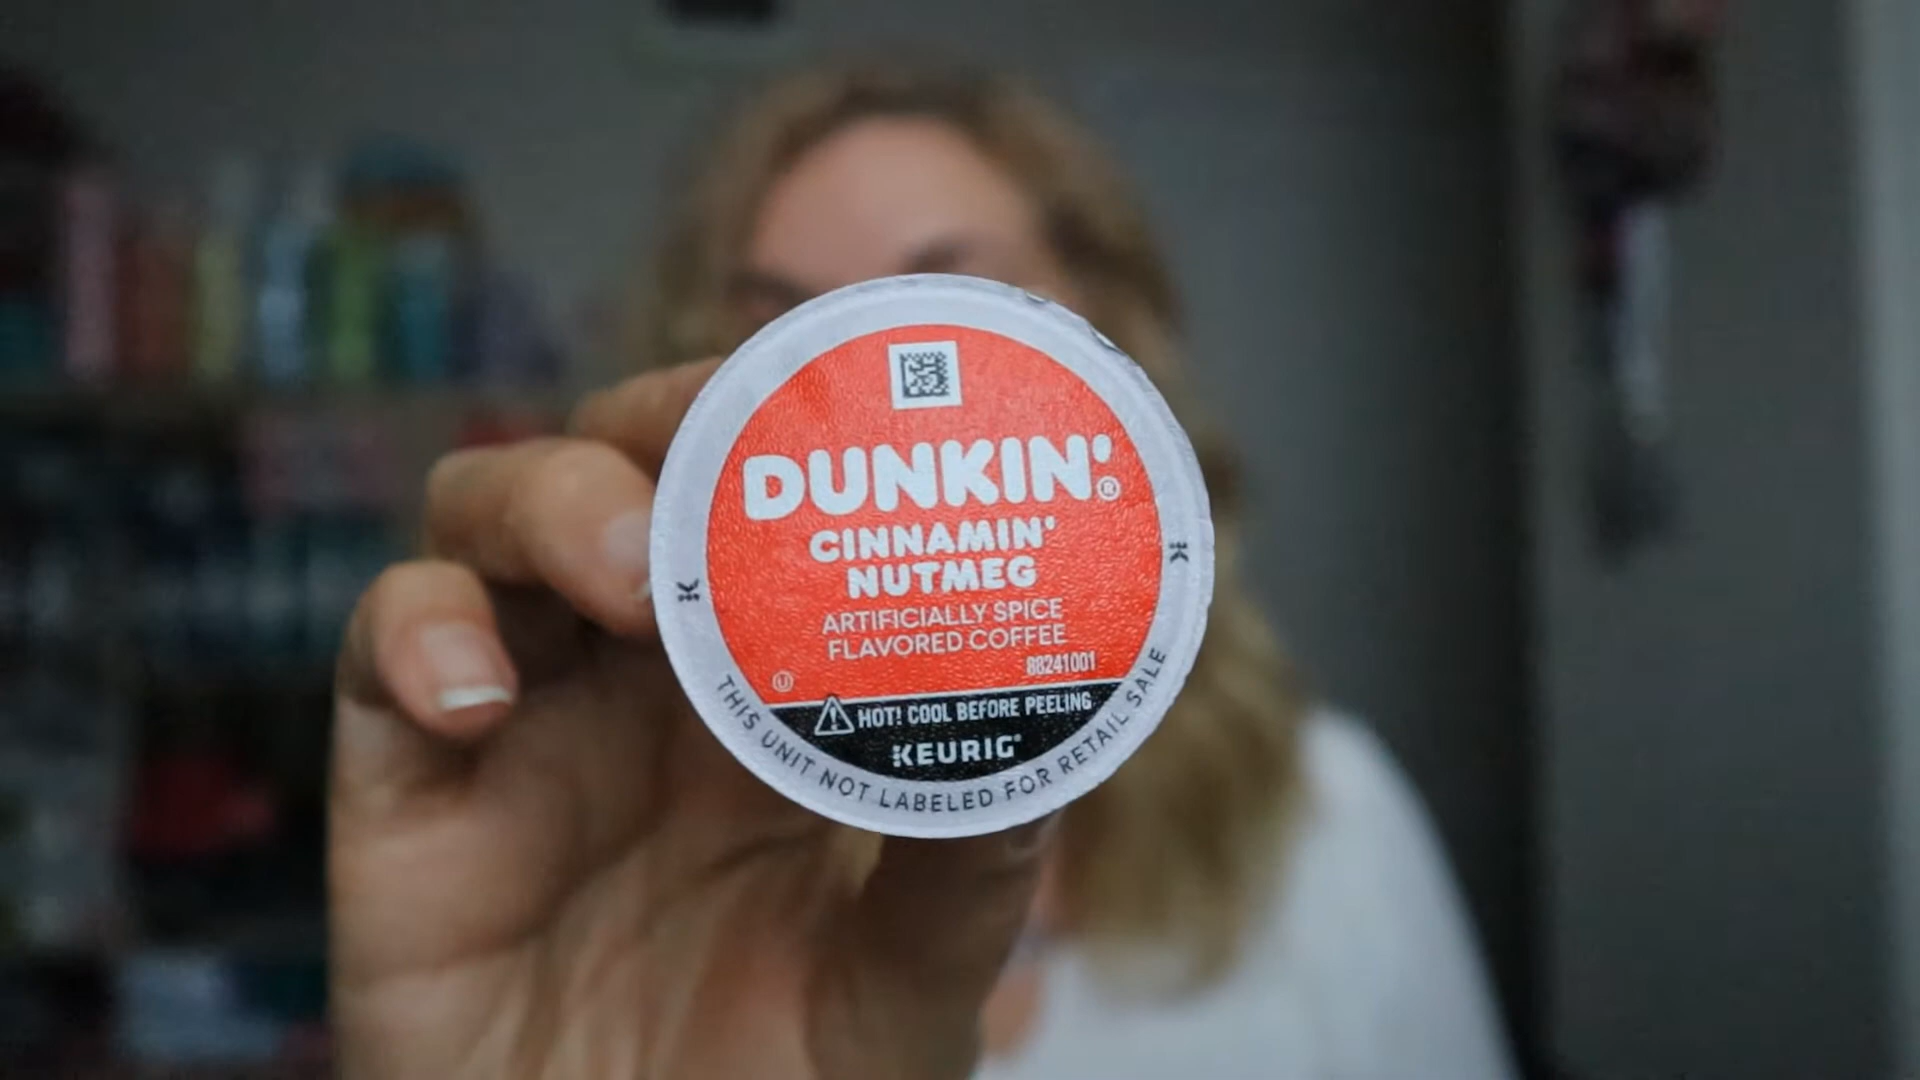 DUNKIN'®
CINNAMIN'
NUTMEG
ARTIFICIALLY SPICE
FLAVORED COFFEE
88241001
U
HOT! COOL BEFORE PEELING
KEURIG®
THIS UNIT NOT LABELED FOR RETAIL SALE
K
K